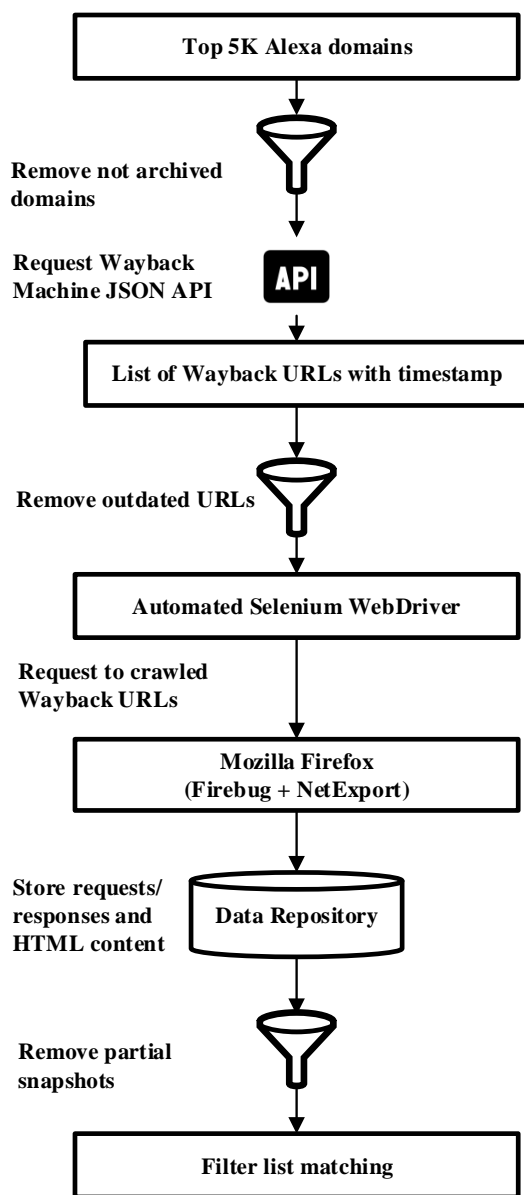 Top 5K Alexa domains
Remove not archived
domains
Request Wayback
Machine JSON API
API
List of Wayback URLs with timestamp
Remove outdated URLs
Automated Selenium WebDriver
Request to crawled
Wayback URLs
Mozilla Firefox
(Firebug + NetExport)
Store requests/
responses and
HTML content
Data Repository
Remove partial
snapshots
Filter list matching